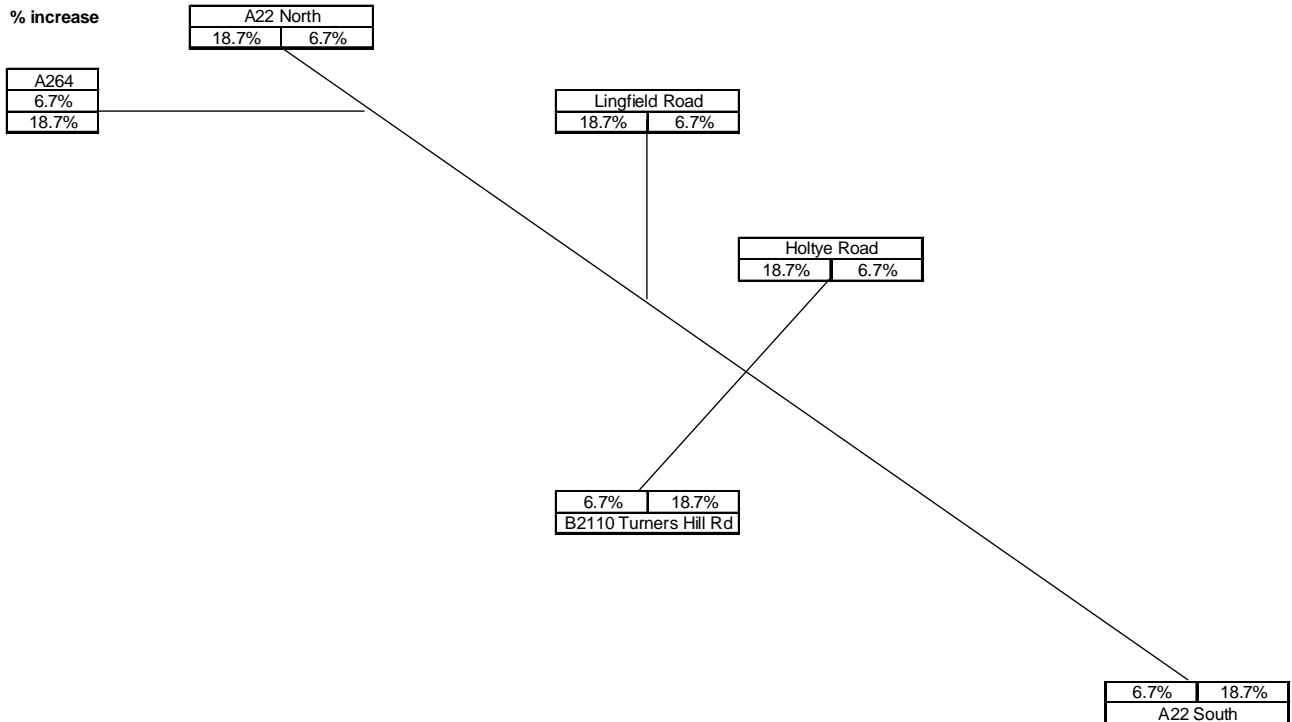 % increase
A22 North
18.7% 6.7%
A264
6.7%
18.7%
Lingfield Road
18.7% 6.7%
Holtye Road
18.7% 6.7%
6.7% 18.7%
B2110 Turners Hill Rd
6.7% 18.7%
A22 South